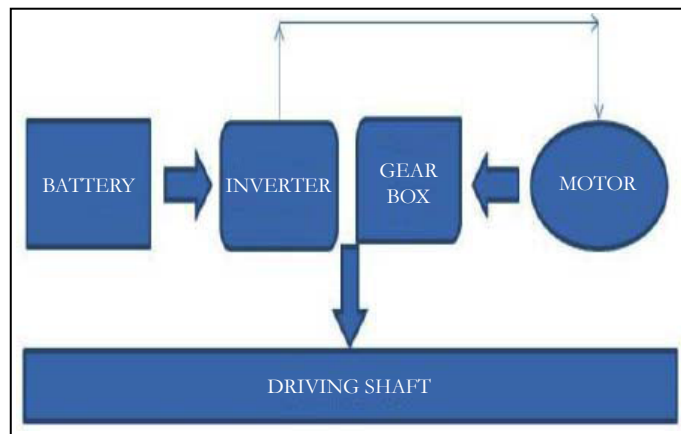 BATTERY
INVERTER
GEAR
BOX
MOTOR
DRIVING SHAFT